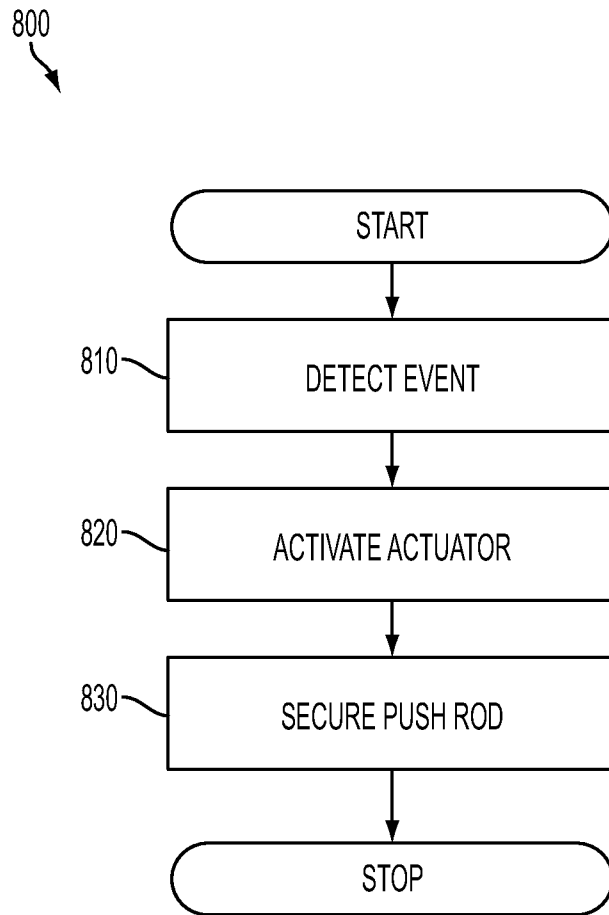 800
START
810
DETECT EVENT
820
ACTIVATE ACTUATOR
830
SECURE PUSH ROD
STOP